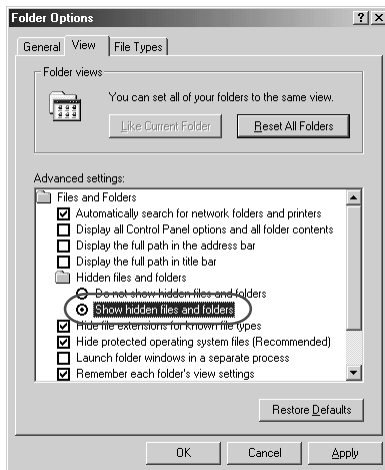 Folder Options
General View File Types
Folder views
You can set all of your folders to the same view.
Like Current Folder Reset All Folders
Advanced settings:
Files and Folders
Automatically search for network folders and printers
Display all Control Panel options and all folder contents
Display the full path in the address bar
Display the full path in title bar
Hidden files and folders
Do not show hidden files and folders
Show hidden files and folders
Hide file extensions for known file types
Hide protected operating system files (Recommended)
Launch folder windows in a separate process
Remember each folder's view settings
Restore Defaults
OK Cancel Apply